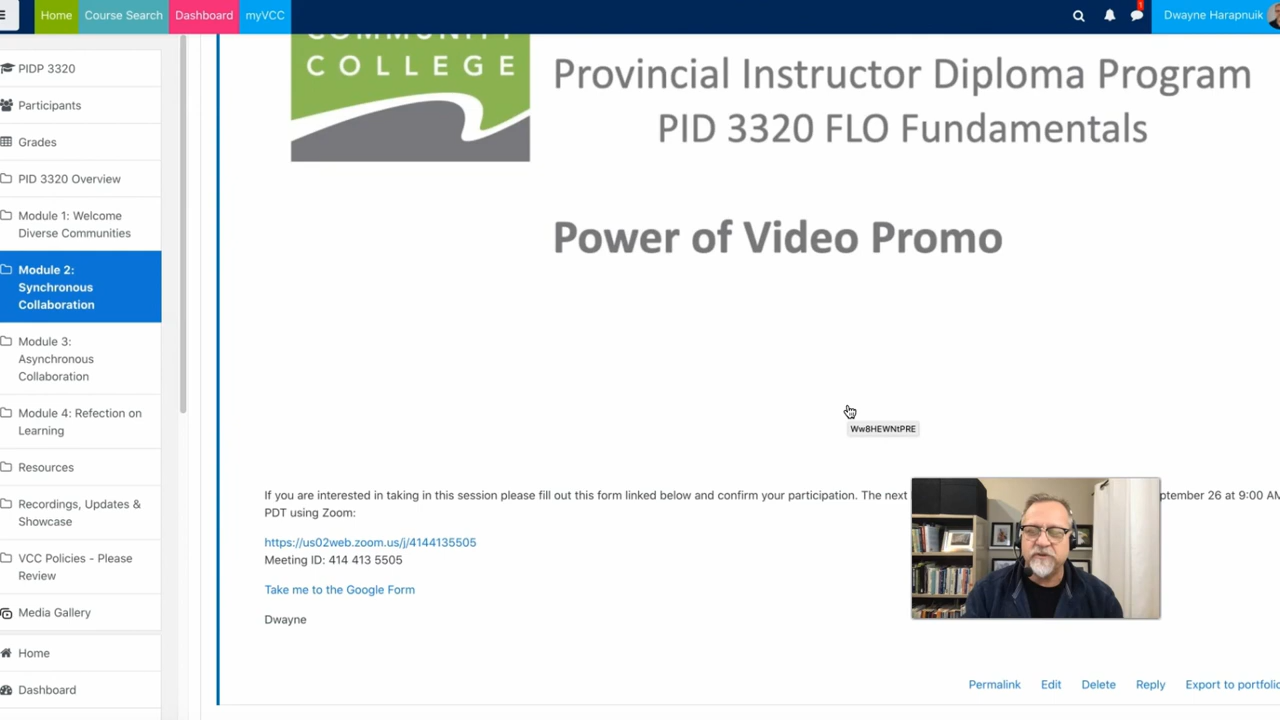 Home Course Search Dashboard myVCC
1
Dwayne Harapnuik
PIDP 3320
Participants
Grades
PID 3320 Overview
Module 1: Welcome
Diverse Communities
Module 2:
Synchronous
Collaboration
Module 3:
Asynchronous
Collaboration
Module 4: Refection on
Learning
Resources
Recordings, Updates &
Showcase
VCC Policies - Please
Review
Media Gallery
Home
Dashboard
COMMUNITY
COLLEGE
Provincial Instructor Diploma Program
PID 3320 FLO Fundamentals
Power of Video Promo
Ww8HEWNtPRE
If you are interested in taking in this session please fill out this form linked below and confirm your participation. The next ptember 26 at 9:00 AM
PDT using Zoom:
https://us02web.zoom.us/j/4144135505
Meeting ID: 414 413 5505
Take me to the Google Form
Dwayne
Permalink Edit Delete Reply Export to portfolio